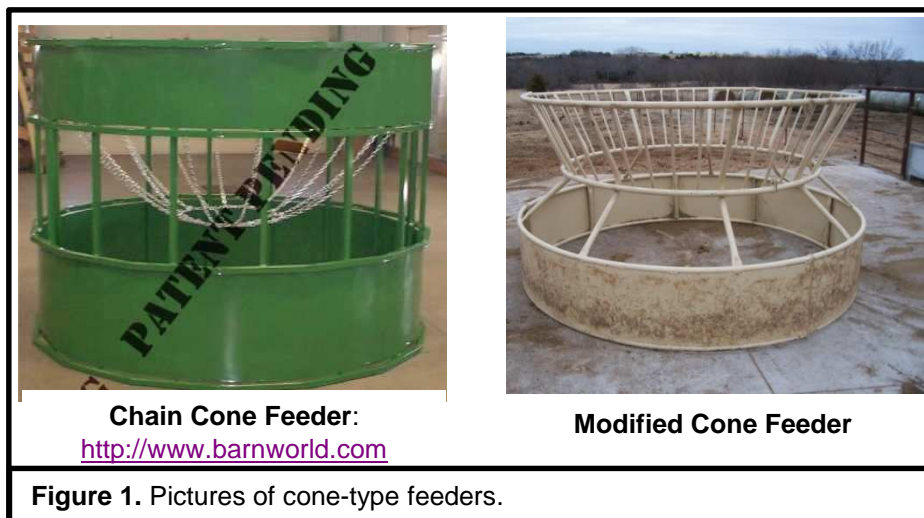 PATENT PENDING
Chain Cone Feeder:
http://www.barnworld.com
Modified Cone Feeder
Figure 1. Pictures of cone-type feeders.